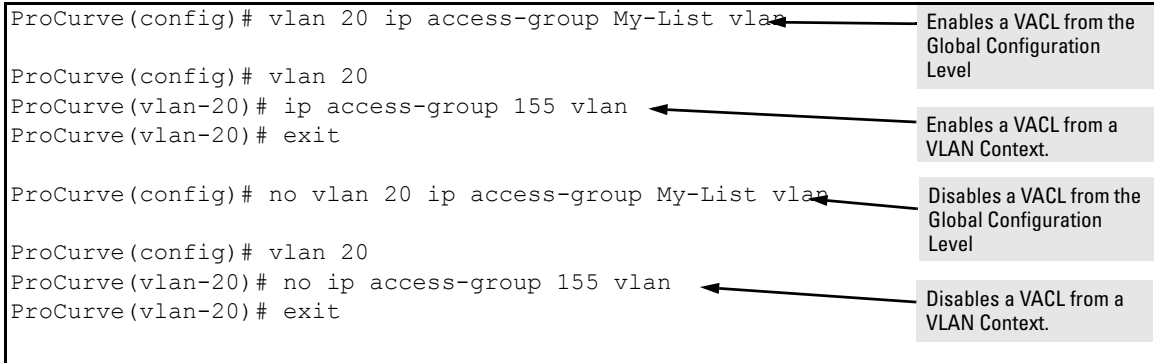 ProCurve(config)# vlan 20 ip access-group My-List vlan
Enables a VACL from the
Global Configuration
Level
ProCurve(config)# vlan 20
ProCurve(vlan-20)# ip access-group 155 vlan
ProCurve(vlan-20)# exit
Enables a VACL from a
VLAN Context.
ProCurve(config)# no vlan 20 ip access-group My-List vlan
Disables a VACL from the
Global Configuration
Level
ProCurve(config)# vlan 20
ProCurve(vlan-20)# no ip access-group 155 vlan
ProCurve(vlan-20)# exit
Disables a VACL from a
VLAN Context.